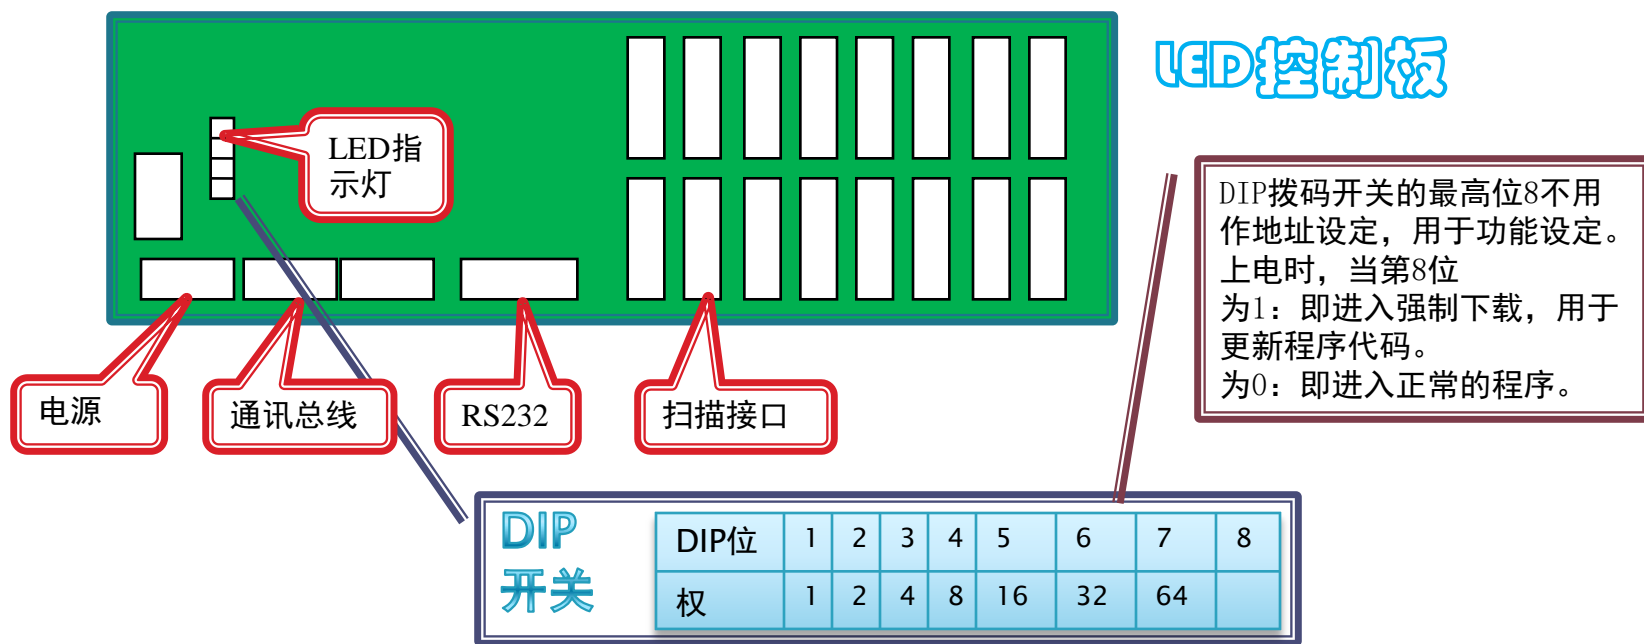 LED控制板
LED指
示灯
DIP拨码开关的最高位8不用
作地址设定，用于功能设定。
上电时，当第8位
为1：即进入强制下载，用于
更新程序代码。
为0：即进入正常的程序。
电源
通讯总线
RS232
扫描接口
DIP
开关
DIP位 1 2 3 4 5 6 7 8
权 1 2 4 8 16 32 64